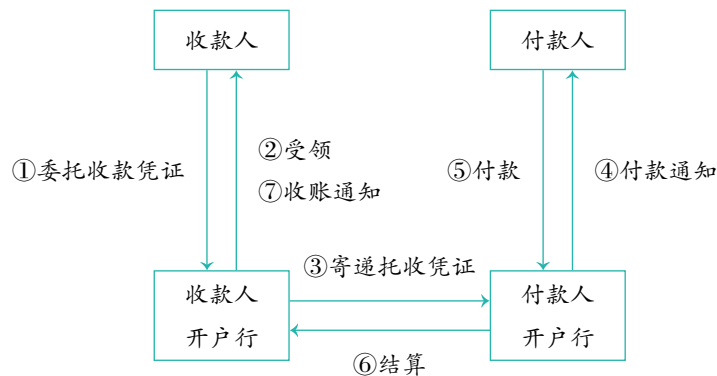 收款人
付款人
①委托收款凭证
②受领
⑦收账通知
⑤付款
④付款通知
③寄递托收凭证
收款人
开户行
付款人
开户行
⑥结算